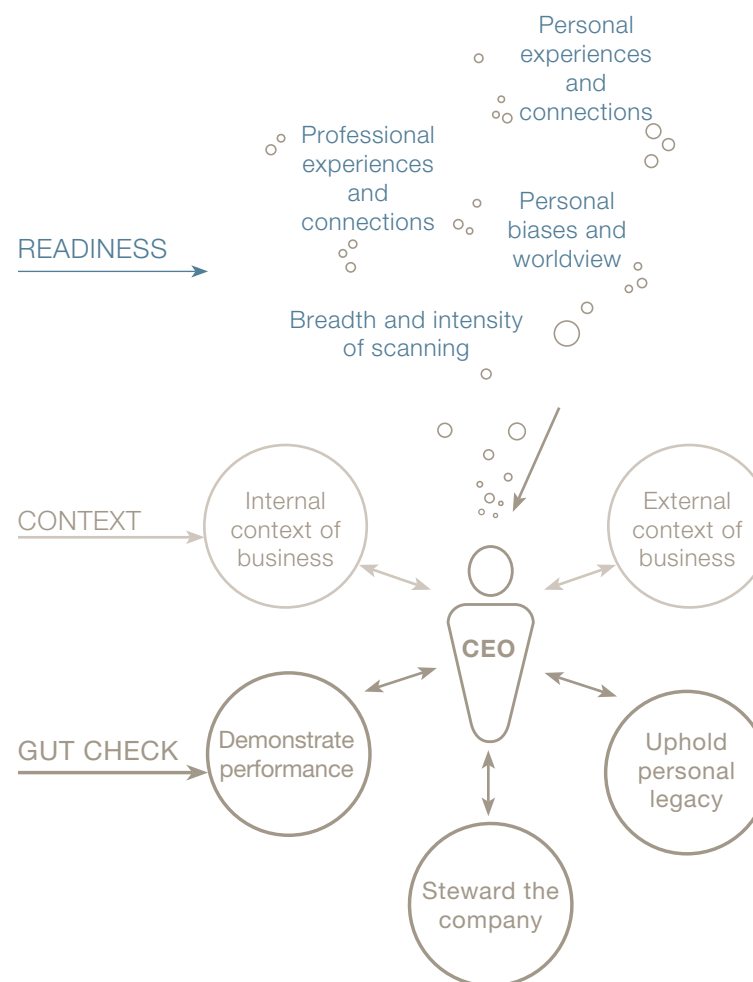 Personal
experiences
and
connections
Professional
experiences
and
connections
Personal
biases and
worldview
READINESS
Breadth and intensity
of scanning
CONTEXT
Internal
context of
business
External
context of
business
CEO
GUT CHECK
Demonstrate
performance
Uphold
personal
legacy
Steward the
company